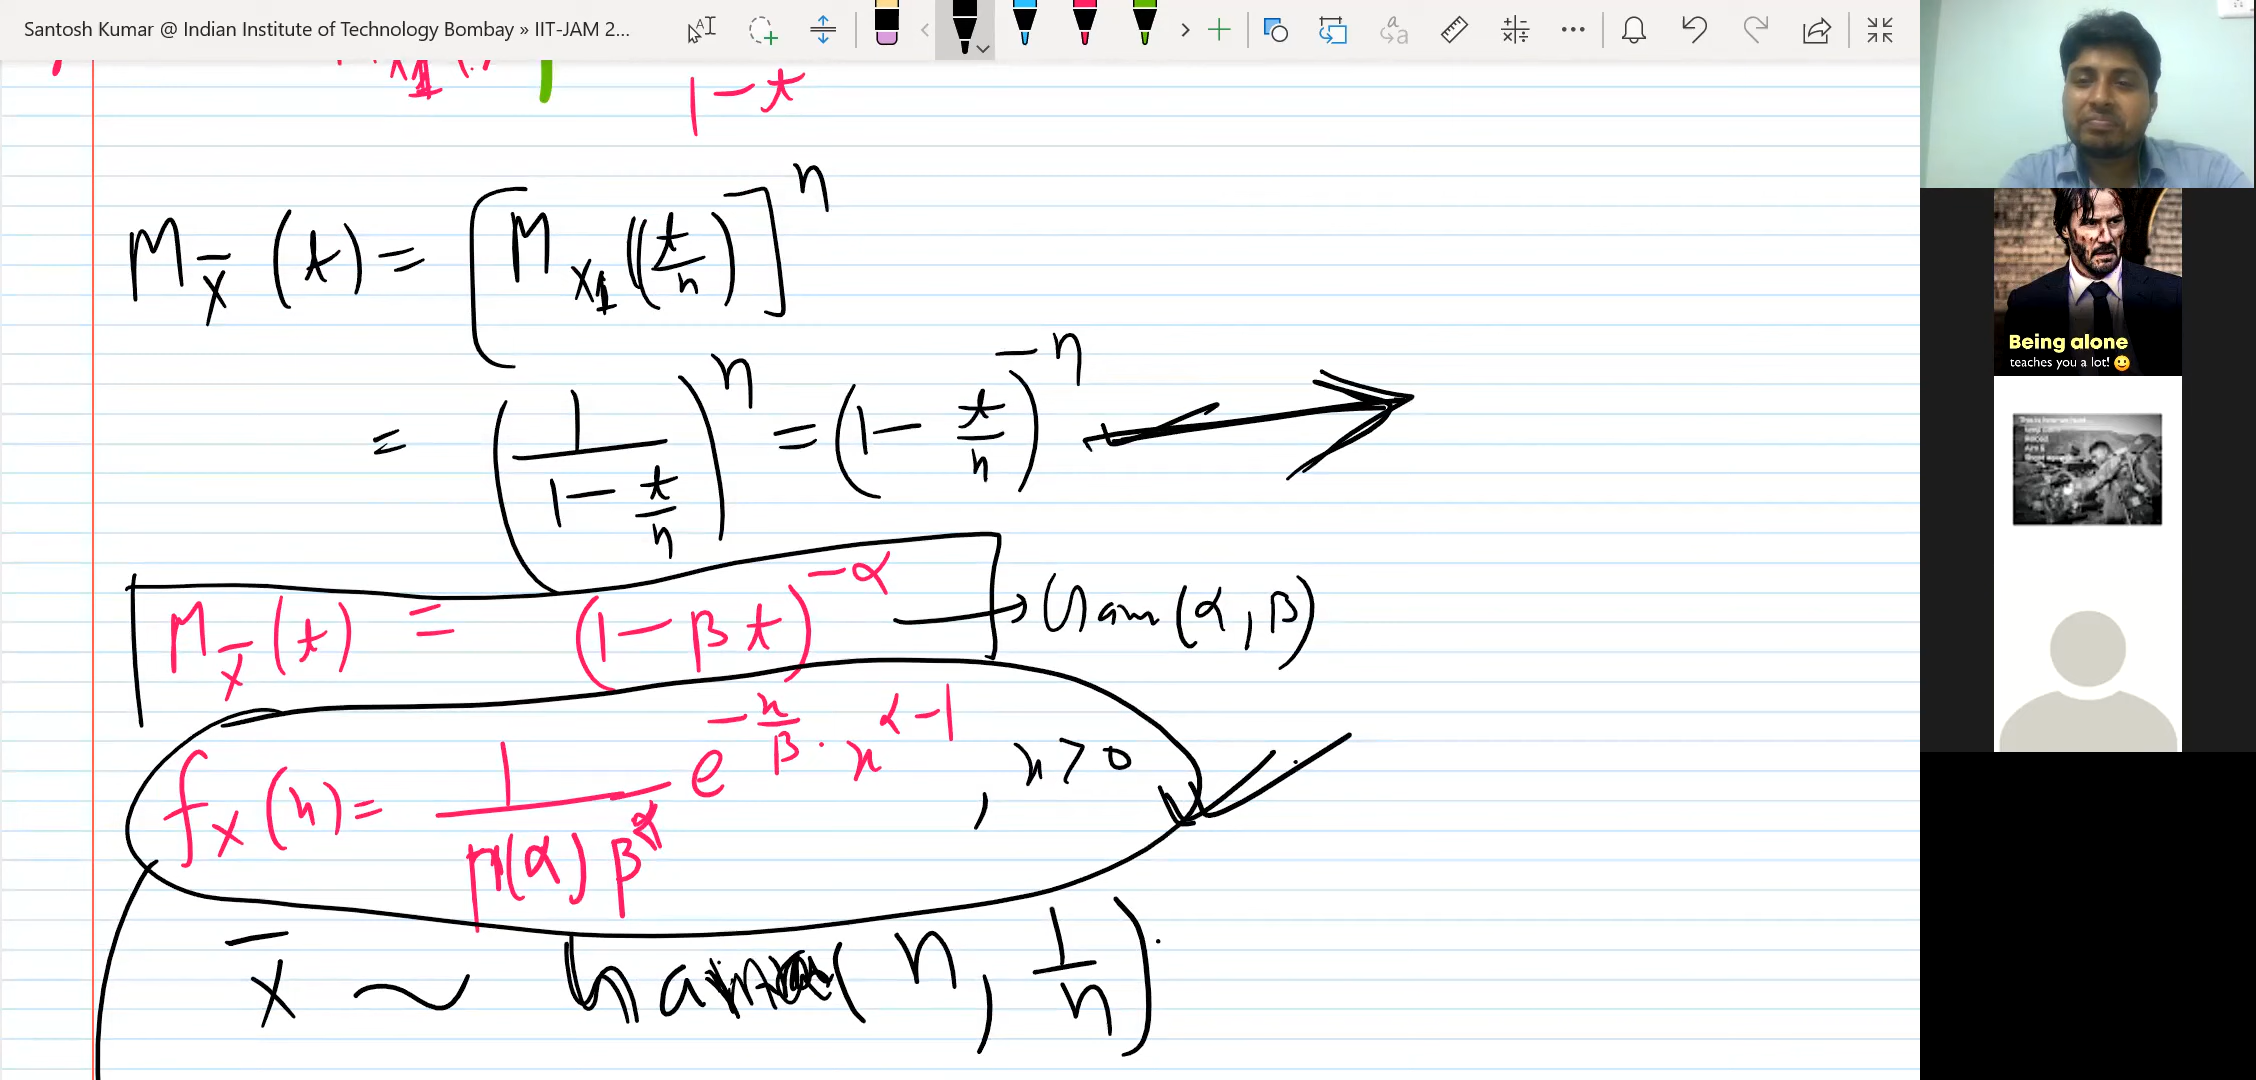 Santosh Kumar @ Indian Institute of Technology Bombay » IIT-JAM 2...
1 - t
M_X̄ (t) = [M_X1 ((t/n)]^n
= (1/(1 - t/n))^n = (1 - t/n)^-n
M_X̄ (t) = (1 - βt)^-α → Gam(α, β)
f_X (x) = 1/(Γ(α) β^α) e^(-x/β) . x^(α-1) , x > 0
X̄ ~ Gam( n, 1/n)
Being alone
teaches you a lot! 🙂